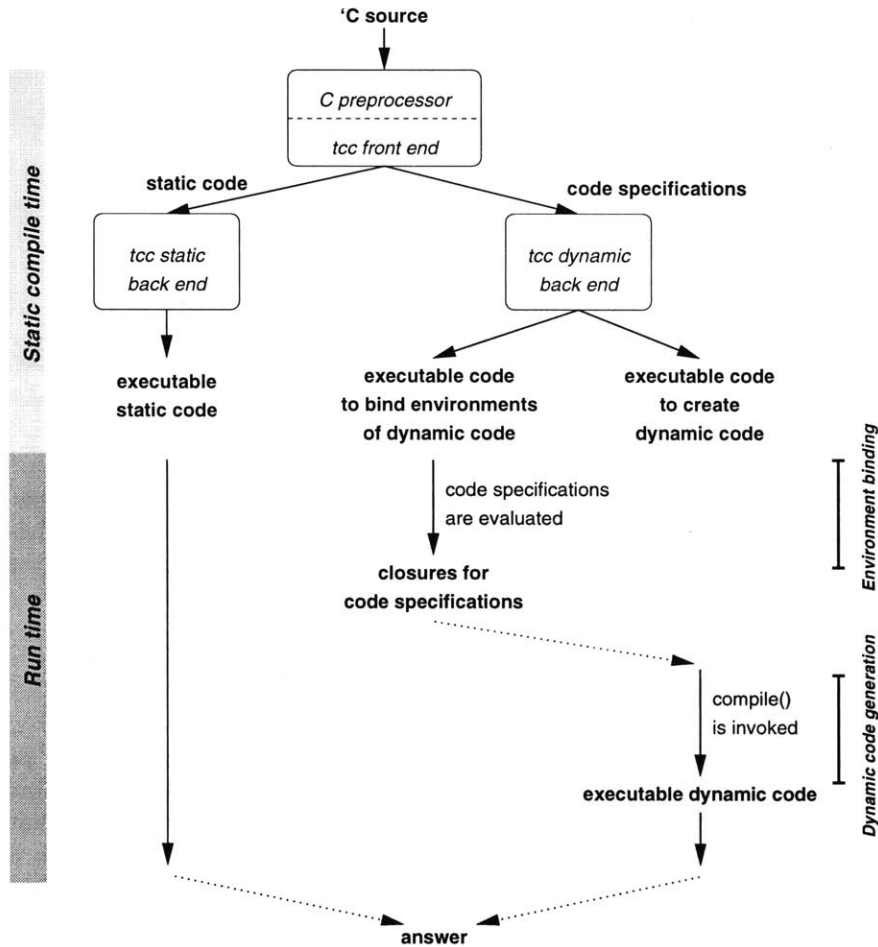 ‘C source
C preprocessor
tcc front end
static code
code specifications
tcc static
back end
tcc dynamic
back end
executable
static code
executable code
to bind environments
of dynamic code
executable code
to create
dynamic code
code specifications
are evaluated
closures for
code specifications
compile()
is invoked
executable dynamic code
answer
Static compile time
Run time
Environment binding
Dynamic code generation